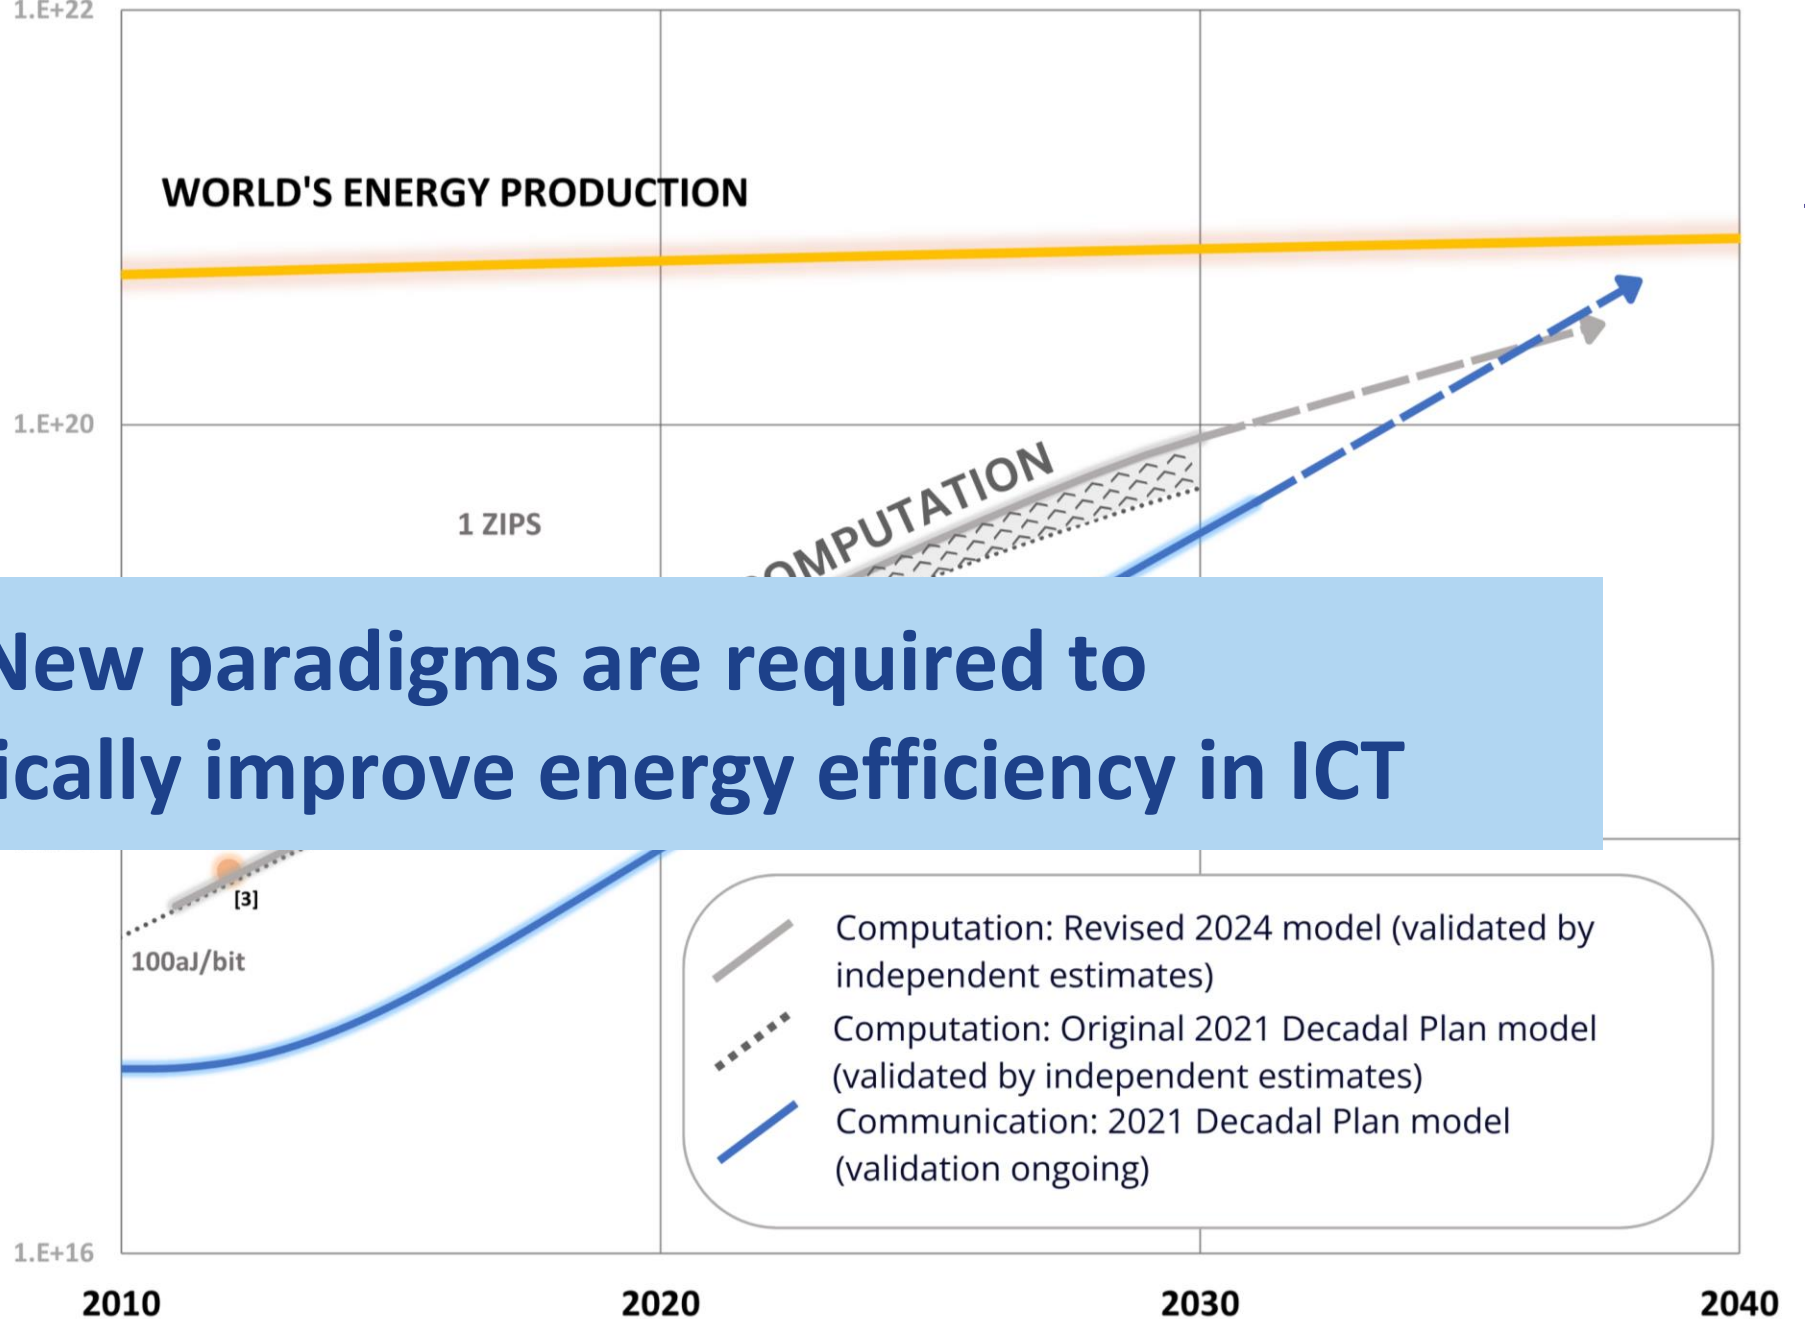 1.E+22
WORLD'S ENERGY PRODUCTION
1.E+20
COMPUTATION
1 ZIPS
New paradigms are required to
ically improve energy efficiency in ICT
[3]
100aJ/bit
Computation: Revised 2024 model (validated by
independent estimates)
Computation: Original 2021 Decadal Plan model
(validated by independent estimates)
Communication: 2021 Decadal Plan model
(validation ongoing)
1.E+16
2010 2020 2030 2040